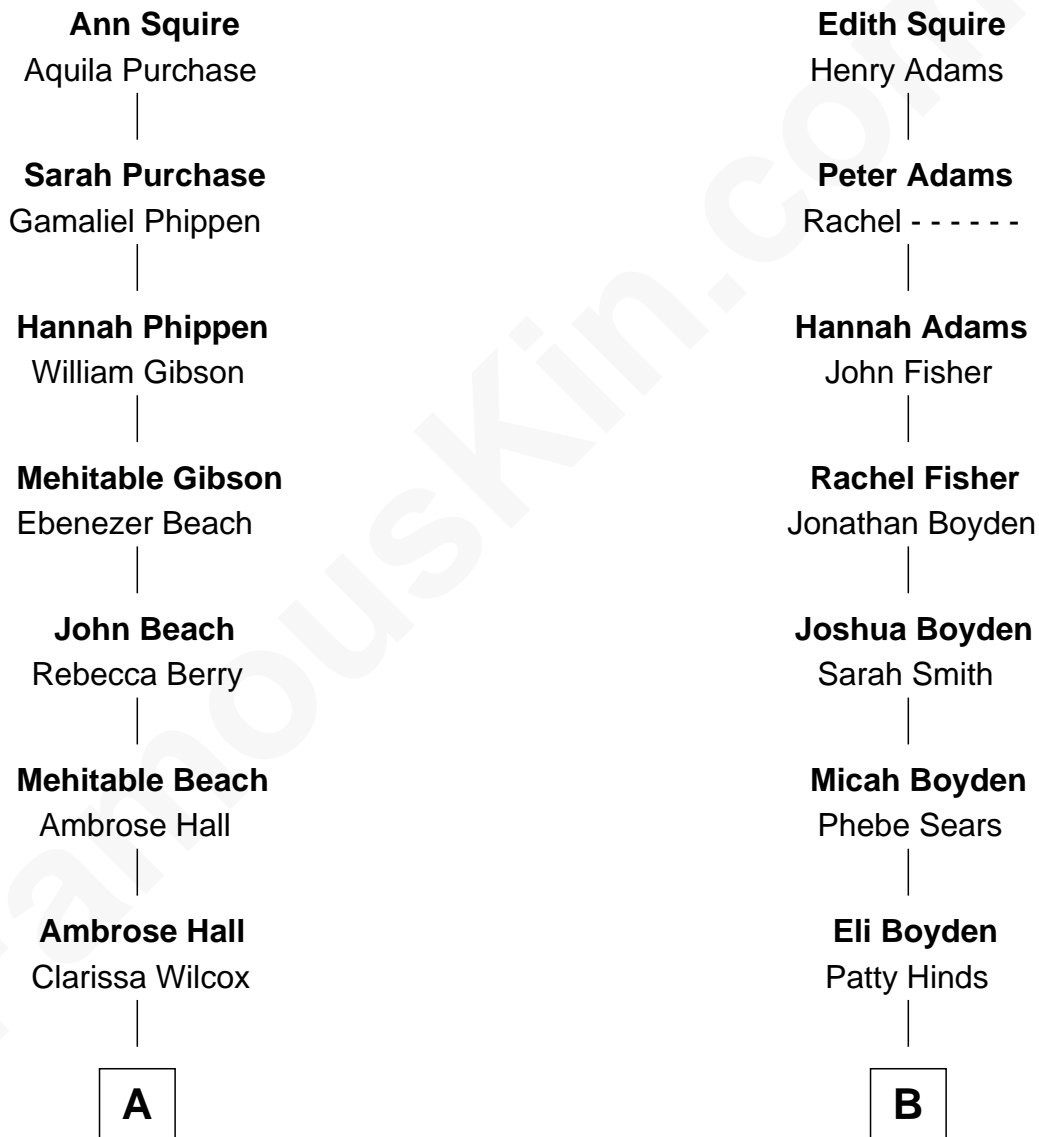 Ann Squire
Aquila Purchase
Sarah Purchase
Gamaliel Phippen
Hannah Phippen
William Gibson
Mehitable Gibson
Ebenezer Beach
John Beach
Rebecca Berry
Mehitable Beach
Ambrose Hall
Ambrose Hall
Clarissa Wilcox
A
Edith Squire
Henry Adams
Peter Adams
Rachel - - - - - -
Hannah Adams
John Fisher
Rachel Fisher
Jonathan Boyden
Joshua Boyden
Sarah Smith
Micah Boyden
Phebe Sears
Eli Boyden
Patty Hinds
B
FamousKin.com